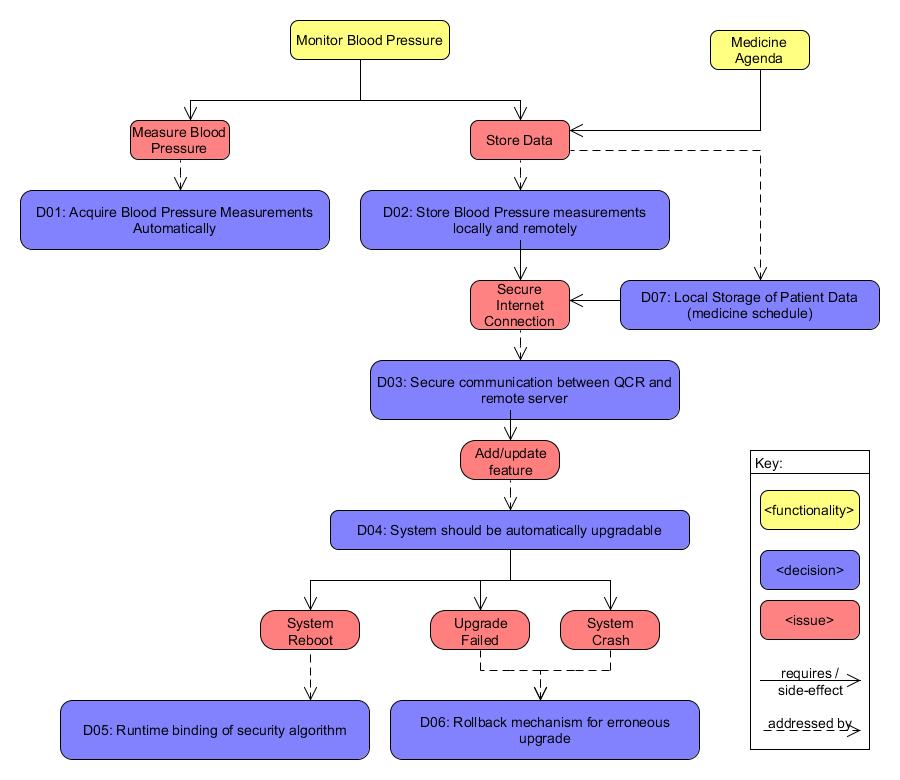 Monitor Blood Pressure
Medicine
Agenda
Measure Blood
Pressure
Store Data
D01: Acquire Blood Pressure Measurements
Automatically
D02: Store Blood Pressure measurements
locally and remotely
Secure
Internet
Connection
D07: Local Storage of Patient Data
(medicine schedule)
D03: Secure communication between QCR and
remote server
Add/update
feature
D04: System should be automatically upgradable
System
Reboot
Upgrade
Failed
System
Crash
D05: Runtime binding of security algorithm
D06: Rollback mechanism for erroneous
upgrade
Key:
<functionality>
<decision>
<issue>
requires /
side-effect
addressed by